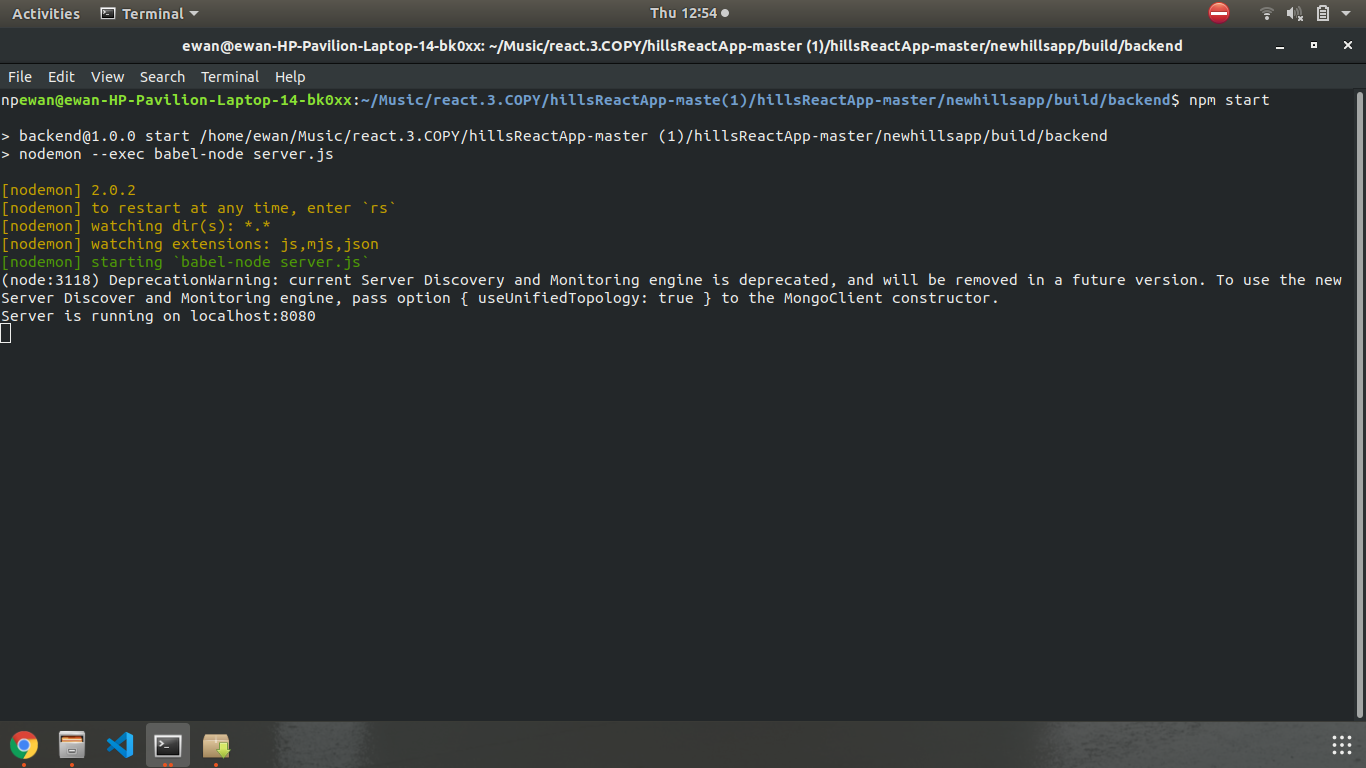 Activities Terminal Thu 12:54
ewan@ewan-HP-Pavilion-Laptop-14-bk0xx: ~/Music/react.3.COPY/hillsReactApp-master (1)/hillsReactApp-master/newhillsapp/build/backend
File Edit View Search Terminal Help
npewan@ewan-HP-Pavilion-Laptop-14-bk0xx:~/Music/react.3.COPY/hillsReactApp-maste(1)/hillsReactApp-master/newhillsapp/build/backend$ npm start
> backend@1.0.0 start /home/ewan/Music/react.3.COPY/hillsReactApp-master (1)/hillsReactApp-master/newhillsapp/build/backend
> nodemon --exec babel-node server.js
[nodemon] 2.0.2
[nodemon] to restart at any time, enter `rs`
[nodemon] watching dir(s): *.*
[nodemon] watching extensions: js,mjs,json
[nodemon] starting `babel-node server.js`
(node:3118) DeprecationWarning: current Server Discovery and Monitoring engine is deprecated, and will be removed in a future version. To use the new
Server Discover and Monitoring engine, pass option { useUnifiedTopology: true } to the MongoClient constructor.
Server is running on localhost:8080